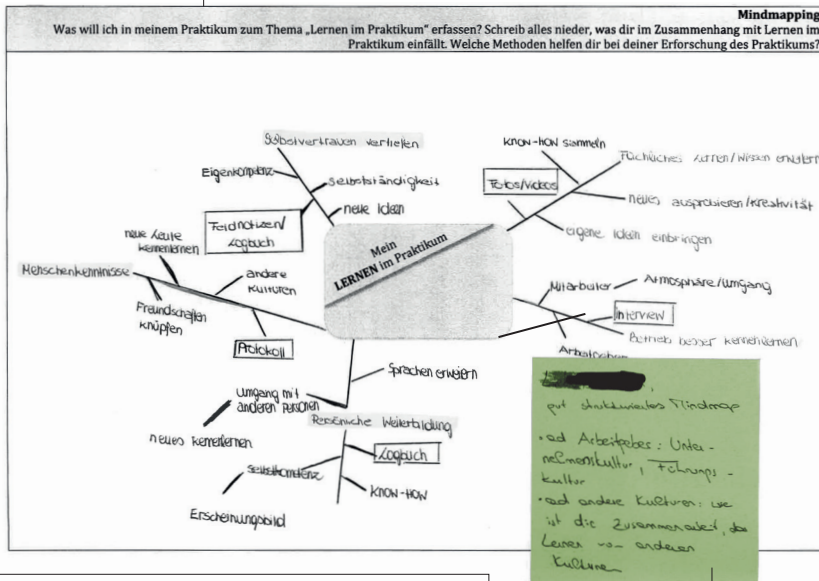 Mindmapping
Was will ich in meinem Praktikum zum Thema „Lernen im Praktikum“ erfassen? Schreib alles nieder, was dir im Zusammenhang mit Lernen im
Praktikum einfällt. Welche Methoden helfen dir bei deiner Erforschung des Praktikums?
Selbstvertrauen vertiefen
Eigenkompetenz
selbstständigkeit
neue Ideen
Feldnotizen/
Logbuch
KNOW-HOW sammeln
Fachliches Lernen/Wissen erweitern
Fotos/Videos
neues ausprobieren/Kreativität
eigene Ideen einbringen
Mein
LERNEN im Praktikum
neue Leute
kennenlernen
Menschenkenntnisse
andere
Kulturen
Freundschaften
knüpfen
Protokoll
Mitarbeiter
Atmosphäre/Umgang
Interview
Betrieb besser kennenlernen
Arbeitgeber
Sprachen erweitern
Umgang mit
anderen Personen
neues kennenlernen
Persönliche Weiterbildung
Logbuch
Selbstkompetenz
KNOW-HOW
Erscheinungsbild
gut strukturiertes Mindmap
• ad Arbeitgeber: Unter-
nehmenskultur, Führungs-
kultur
• ad andere Kulturen: wie
ist die Zusammenarbeit, das
Lernen von anderen
Kulturen